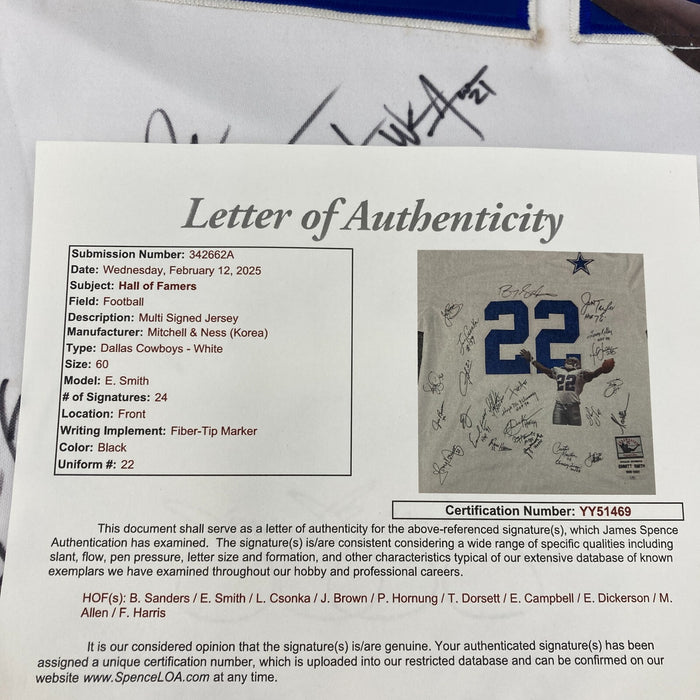 21
Letter of Authenticity
Submission Number: 342662A
Date: Wednesday, February 12, 2025
Subject: Hall of Famers
Field: Football
Description: Multi Signed Jersey
Manufacturer: Mitchell & Ness (Korea)
Type: Dallas Cowboys - White
Size: 60
Model: E. Smith
# of Signatures: 24
Location: Front
Writing Implement: Fiber-Tip Marker
Color: Black
Uniform #: 22
22
22
Certification Number: YY51469
This document shall serve as a letter of authenticity for the above-referenced signature(s), which James Spence
Authentication has examined. The signature(s) is/are consistent considering a wide range of specific qualities including
slant, flow, pen pressure, letter size and formation, and other characteristics typical of our extensive database of known
exemplars we have examined throughout our hobby and professional careers.
HOF(s): B. Sanders / E. Smith / L. Csonka / J. Brown / P. Hornung / T. Dorsett / E. Campbell / E. Dickerson / M.
Allen / F. Harris
It is our considered opinion that the signature(s) is/are genuine. Your authenticated signature(s) has been
assigned a unique certification number, which is uploaded into our restricted database and can be confirmed on our
website www.SpenceLOA.com at any time.